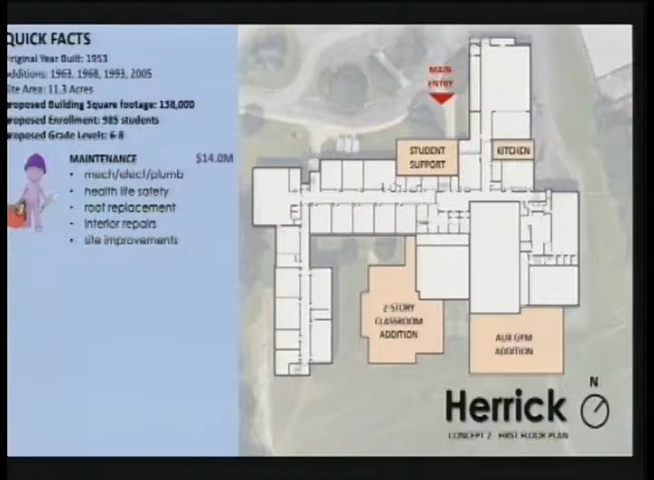 QUICK FACTS
riginal Year Built: 1953
dditions: 1963, 1968, 1993, 2005
ite Area: 11.3 Acres
roposed Building Square footage: 138,000
roposed Enrollment: 985 students
roposed Grade Levels: 6-8
MAINTENANCE $14.0M
• mech/elect/plumb
• health life safety
• roof replacement
• interior repairs
• site improvements
MAIN
ENTRY
STUDENT
SUPPORT
KITCHEN
2-STORY
CLASSROOM
ADDITION
AUX GYM
ADDITION
Herrick
N
CONCEPT 2 - FIRST FLOOR PLAN